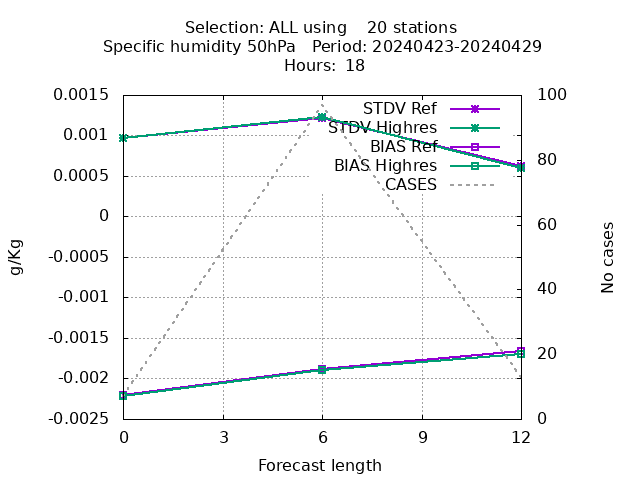 Selection: ALL using    20 stations
Specific humidity 50hPa   Period: 20240423-20240429
Hours: 18
0.0015
0.001
0.0005
0
-0.0005
-0.001
-0.0015
-0.002
-0.0025
g/Kg
STDV Ref
STDV Highres
BIAS Ref
BIAS Highres
CASES
100
80
60
40
20
0
No cases
0 3 6 9 12
Forecast length